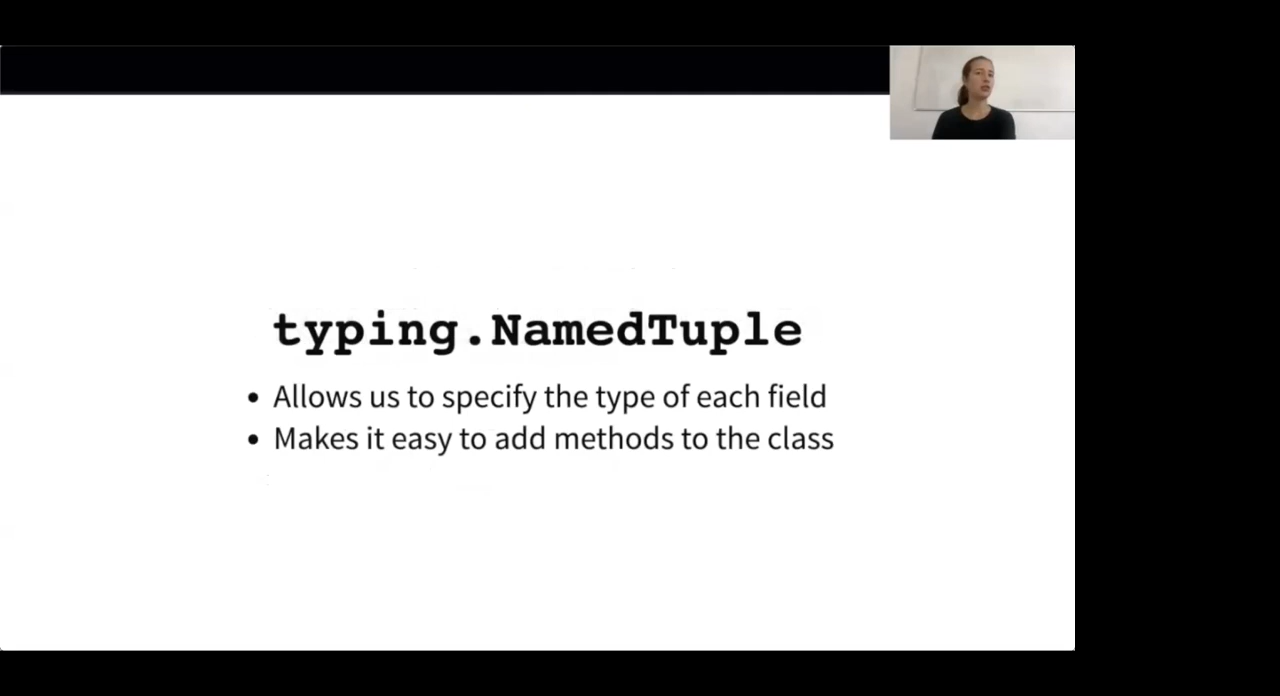 typing.NamedTuple
• Allows us to specify the type of each field
• Makes it easy to add methods to the class